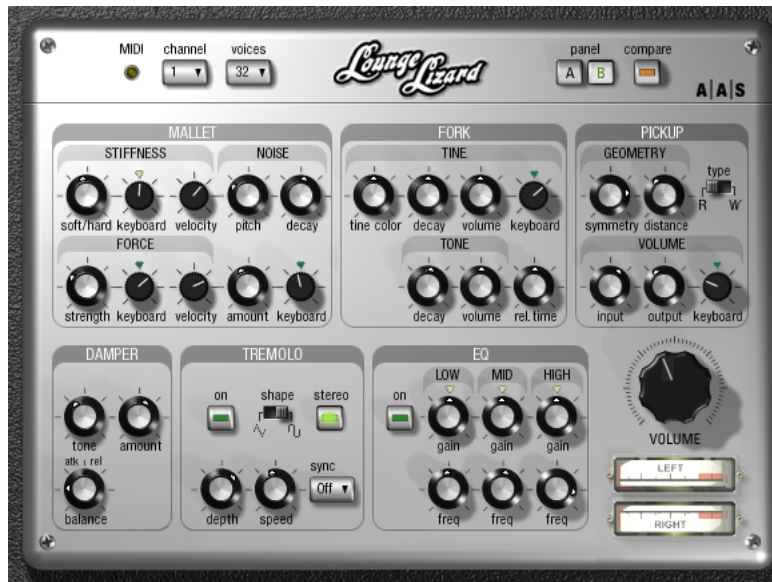 MIDI channel voices
1 32
Lounge Lizard
panel compare
A B
A|A|S
MALLET
STIFFNESS NOISE
soft/hard keyboard velocity pitch decay
FORCE
strength keyboard velocity amount keyboard
FORK
TINE
tine color decay volume keyboard
TONE
decay volume rel. time
PICKUP
GEOMETRY
type
R W
symmetry distance
VOLUME
input output keyboard
DAMPER
tone amount
atk rel
balance
TREMOLO
on shape stereo
sync
Off
depth speed
EQ
on LOW MID HIGH
gain gain gain
freq freq freq
VOLUME
LEFT
RIGHT